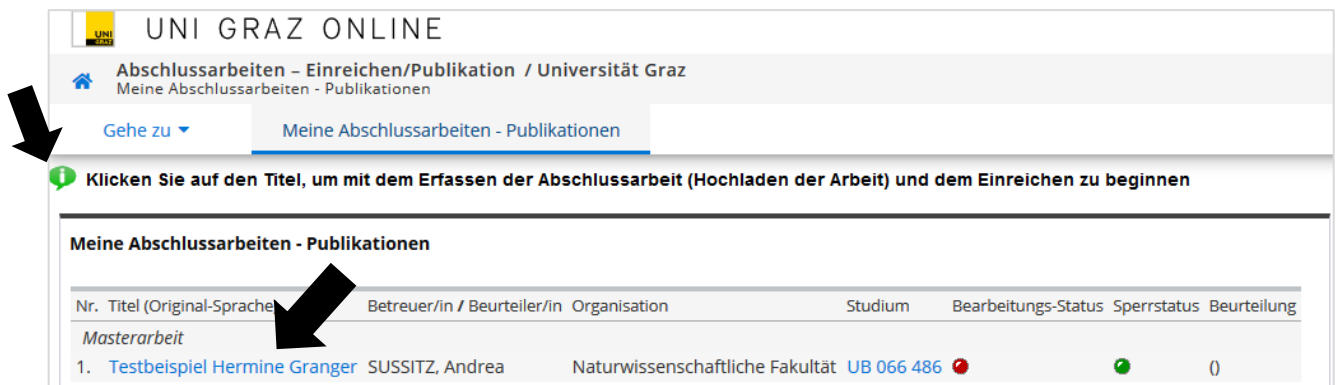 UNI GRAZ UNI GRAZ ONLINE
Abschlussarbeiten – Einreichen/Publikation / Universität Graz
Meine Abschlussarbeiten - Publikationen
Gehe zu Meine Abschlussarbeiten - Publikationen
Klicken Sie auf den Titel, um mit dem Erfassen der Abschlussarbeit (Hochladen der Arbeit) und dem Einreichen zu beginnen
Meine Abschlussarbeiten - Publikationen
Nr. Titel (Original-Sprache Betreuer/in / Beurteiler/in Organisation Studium Bearbeitungs-Status Sperrstatus Beurteilung
Masterarbeit
1. Testbeispiel Hermine Granger SUSSITZ, Andrea Naturwissenschaftliche Fakultät UB 066 486 ()